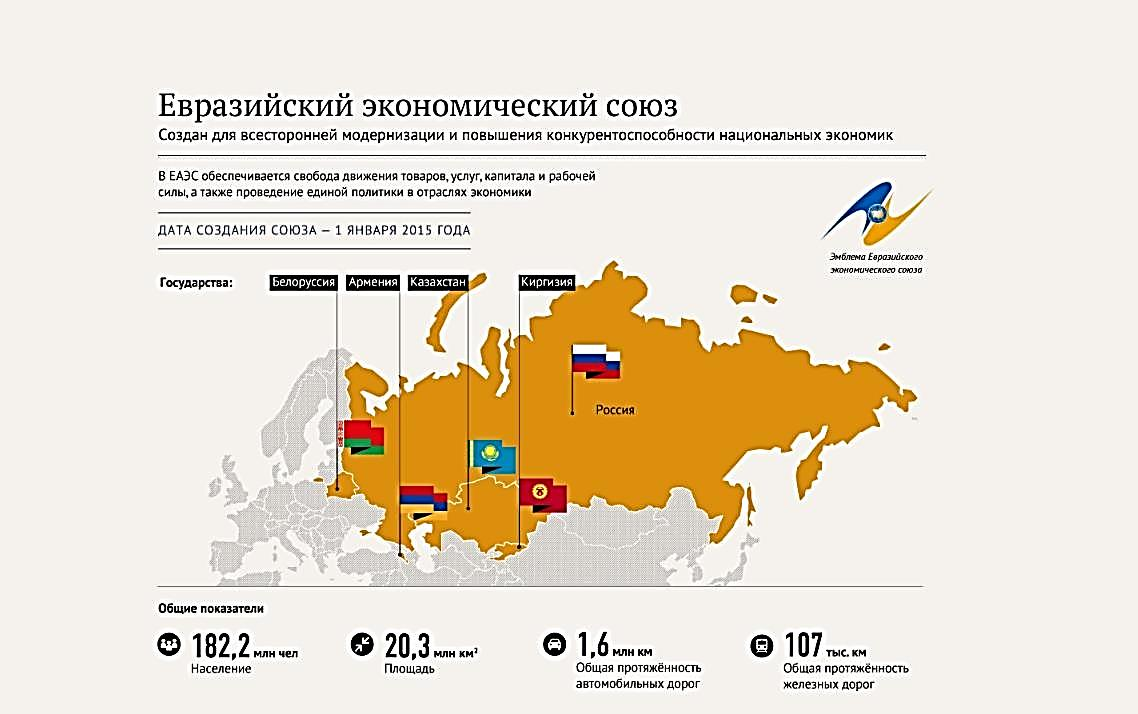 Евразийский экономический союз
Создан для всесторонней модернизации и повышения конкурентоспособности национальных экономик
В ЕАЭС обеспечивается свобода движения товаров, услуг, капитала и рабочей
силы, а также проведение единой политики в отраслях экономики
ДАТА СОЗДАНИЯ СОЮЗА — 1 ЯНВАРЯ 2015 ГОДА
Эмблема Евразийского
экономического союза
Государства: Белоруссия Армения Казахстан Киргизия
Россия
Общие показатели
182,2 млн чел
Население
20,3 млн км²
Площадь
1,6 млн км
Общая протяжённость
автомобильных дорог
107 тыс. км
Общая протяжённость
железных дорог